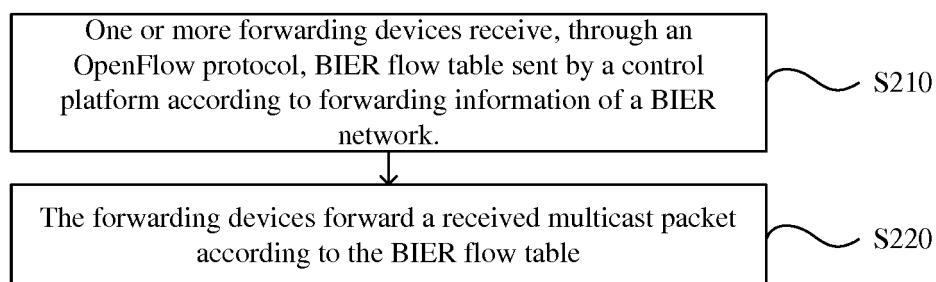 One or more forwarding devices receive, through an
OpenFlow protocol, BIER flow table sent by a control
platform according to forwarding information of a BIER
network.
S210
The forwarding devices forward a received multicast packet
according to the BIER flow table
S220